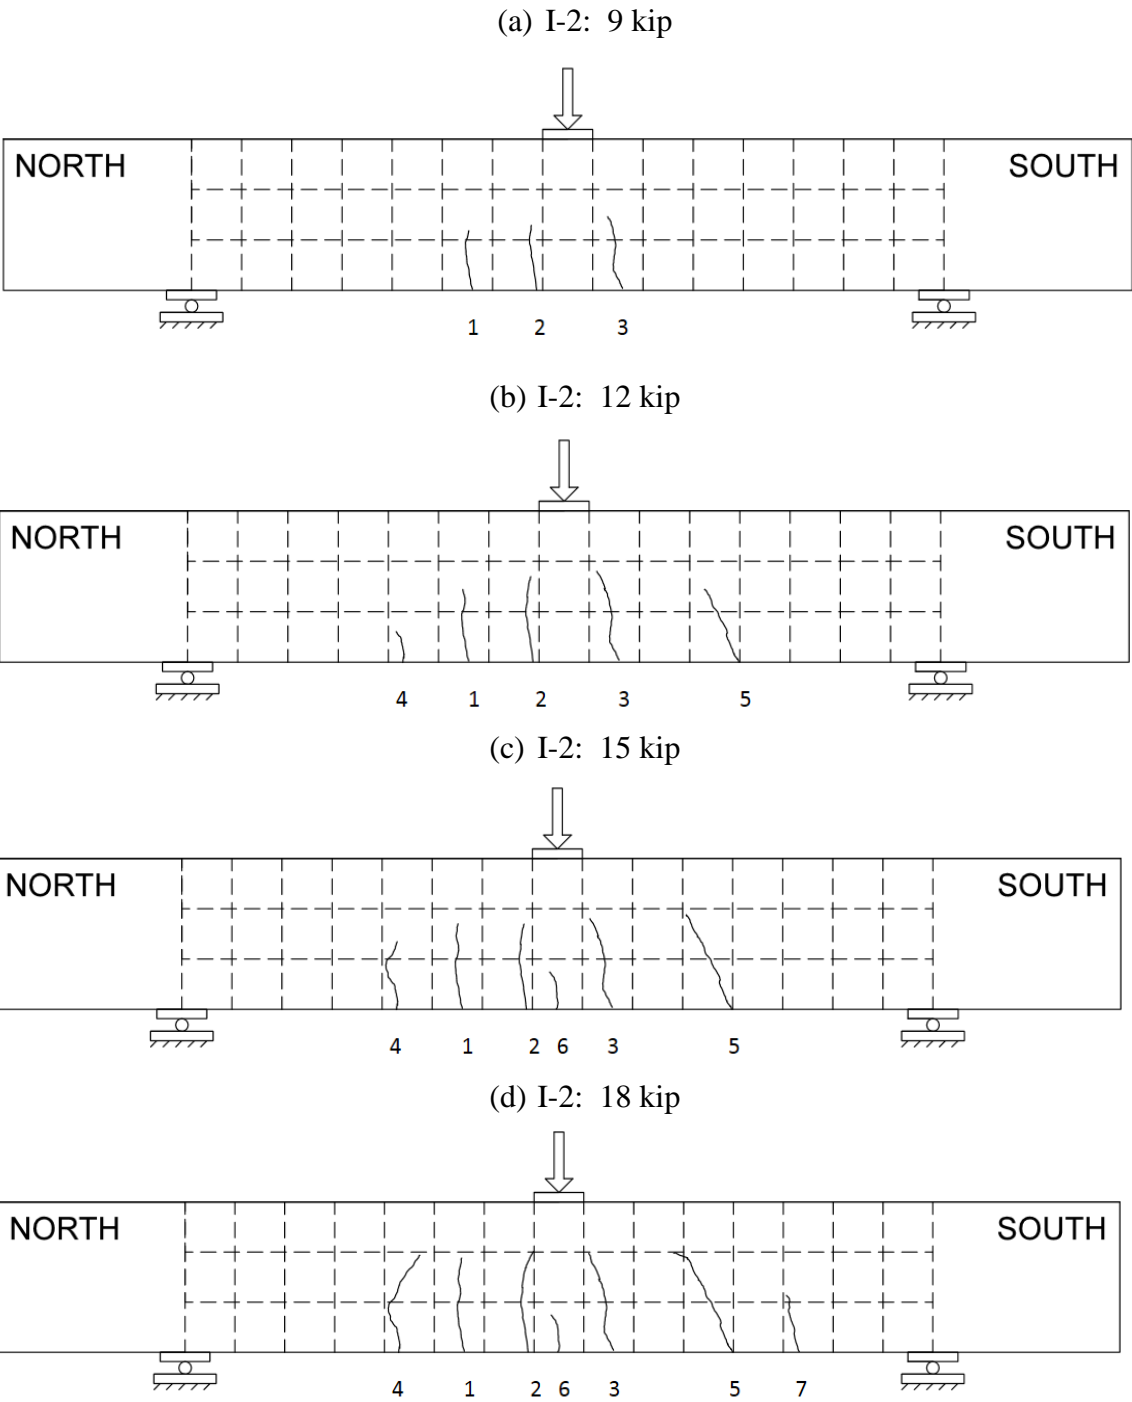 (a) I-2: 9 kip
NORTH SOUTH
1 2 3
(b) I-2: 12 kip
NORTH SOUTH
4 1 2 3 5
(c) I-2: 15 kip
NORTH SOUTH
4 1 2 6 3 5
(d) I-2: 18 kip
NORTH SOUTH
4 1 2 6 3 5 7